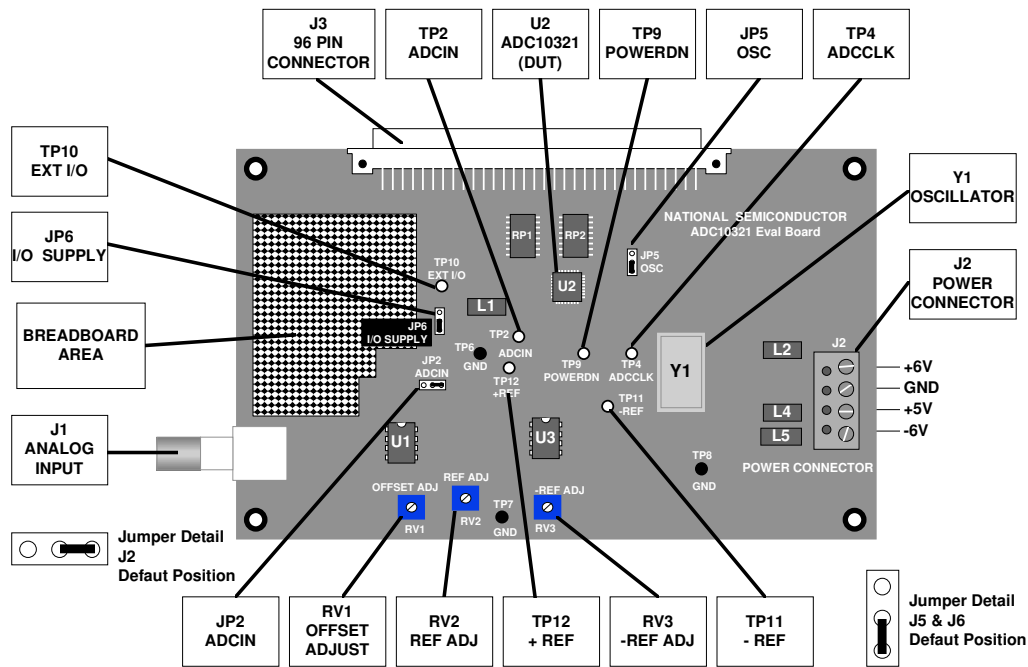 J3
96 PIN
CONNECTOR
TP2
ADCIN
U2
ADC10321
(DUT)
TP9
POWERDN
JP5
OSC
TP4
ADCCLK
TP10
EXT I/O
JP6
I/O SUPPLY
BREADBOARD
AREA
J1
ANALOG
INPUT
Y1
OSCILLATOR
J2
POWER
CONNECTOR
NATIONAL SEMICONDUCTOR
ADC10321 Eval Board
RP1
RP2
JP5
OSC
TP10
EXT I/O
U2
L1
JP6
I/O SUPPLY
TP2
ADCIN
TP6
GND
JP2
ADCIN
TP12
+REF
TP9
POWERDN
TP4
ADCCLK
Y1
L2
J2
+6V
GND
+5V
-6V
TP11
-REF
L4
L5
U1
U3
TP8
GND
POWER CONNECTOR
OFFSET ADJ
RV1
REF ADJ
RV2
TP7
GND
-REF ADJ
RV3
Jumper Detail
J2
Defaut Position
JP2
ADCIN
RV1
OFFSET
ADJUST
RV2
REF ADJ
TP12
+ REF
RV3
-REF ADJ
TP11
- REF
Jumper Detail
J5 & J6
Defaut Position